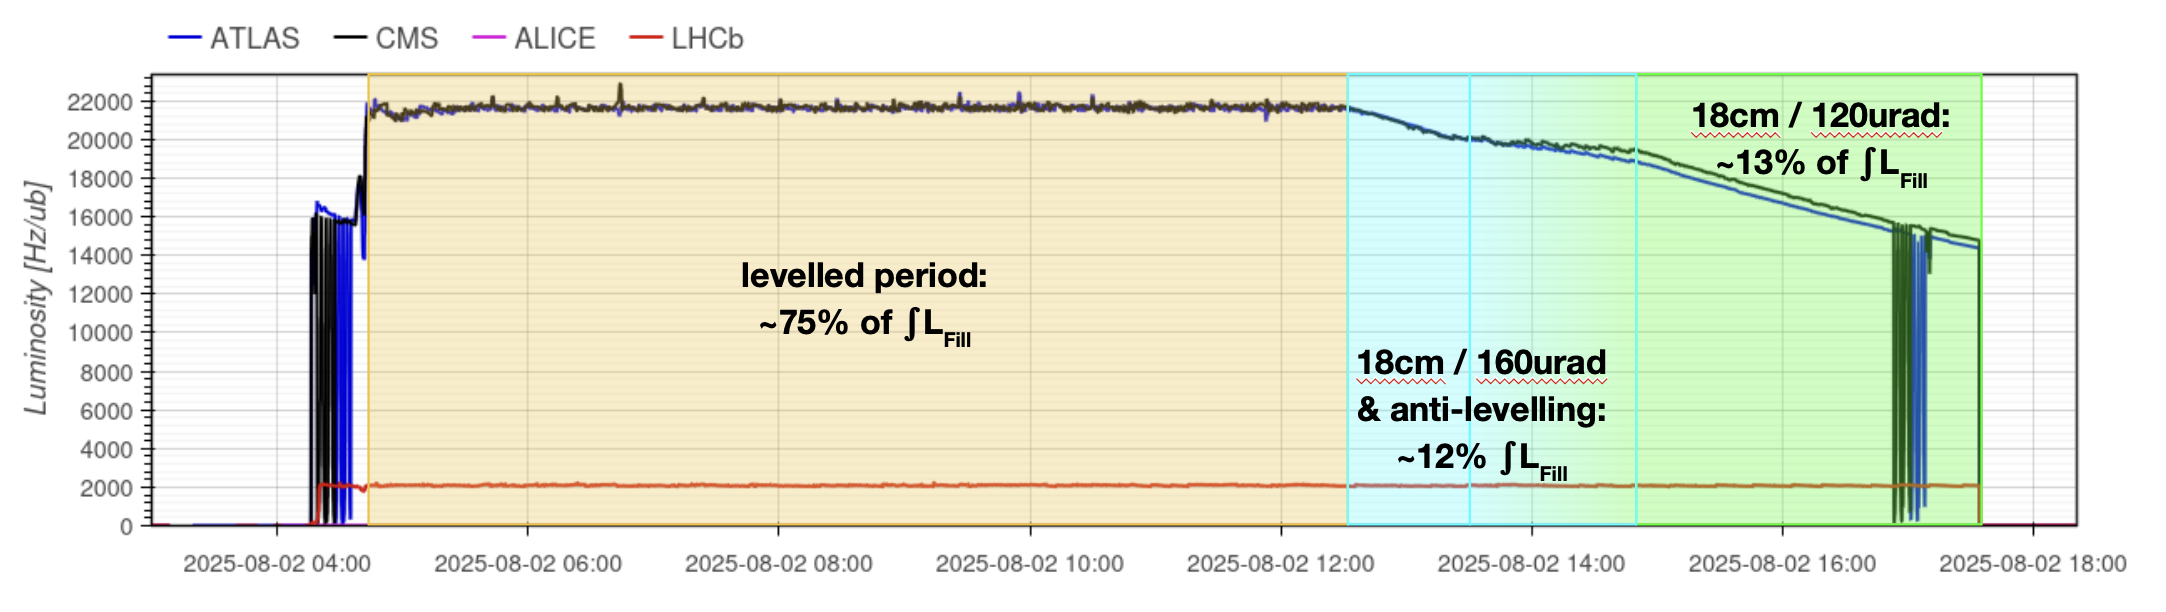 ATLAS CMS ALICE LHCb
Luminosity [Hz/ub]
22000
20000
18000
16000
14000
12000
10000
8000
6000
4000
2000
0
levelled period:
~75% of ∫L_Fill
18cm / 160urad
& anti-levelling:
~12% ∫L_Fill
18cm / 120urad:
~13% of ∫L_Fill
2025-08-02 04:00 2025-08-02 06:00 2025-08-02 08:00 2025-08-02 10:00 2025-08-02 12:00 2025-08-02 14:00 2025-08-02 16:00 2025-08-02 18:00